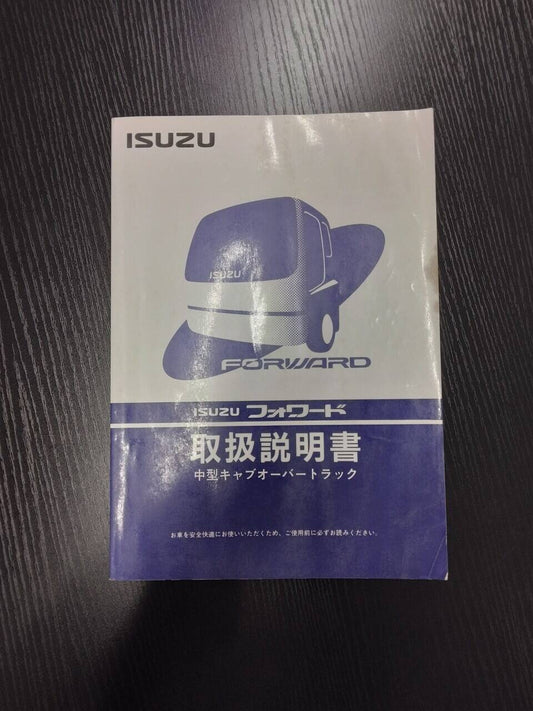 ISUZU
ISUZU
FORWARD
ISUZU フォワード
取扱説明書
中型キャブオーバートラック
お車を安全快適にお使いいただくため、ご使用前に必ずお読みください。